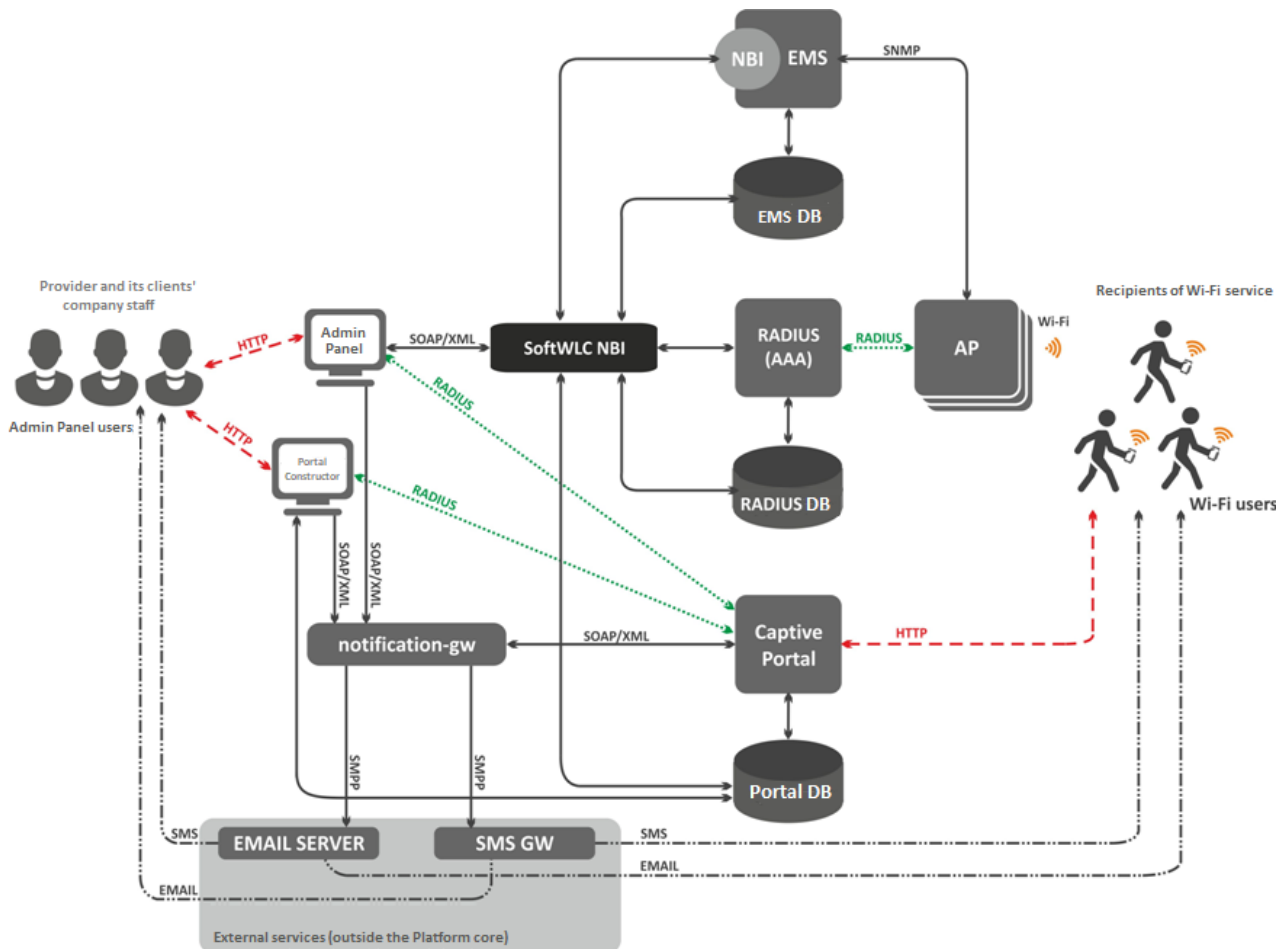 NBI
EMS
SNMP
EMS DB
Provider and its clients'
company staff
Recipients of Wi-Fi service
HTTP
Admin
Panel
SOAP/XML
SoftWLC NBI
RADIUS
(AAA)
RADIUS
AP
Wi-Fi
Admin Panel users
HTTP
RADIUS
Portal
Constructor
RADIUS
RADIUS DB
Wi-Fi users
SOAP/XML
SOAP/XML
notification-gw
SOAP/XML
Captive
Portal
HTTP
SMPP
SMPP
Portal DB
SMS
EMAIL SERVER
SMS GW
SMS
EMAIL
EMAIL
External services (outside the Platform core)